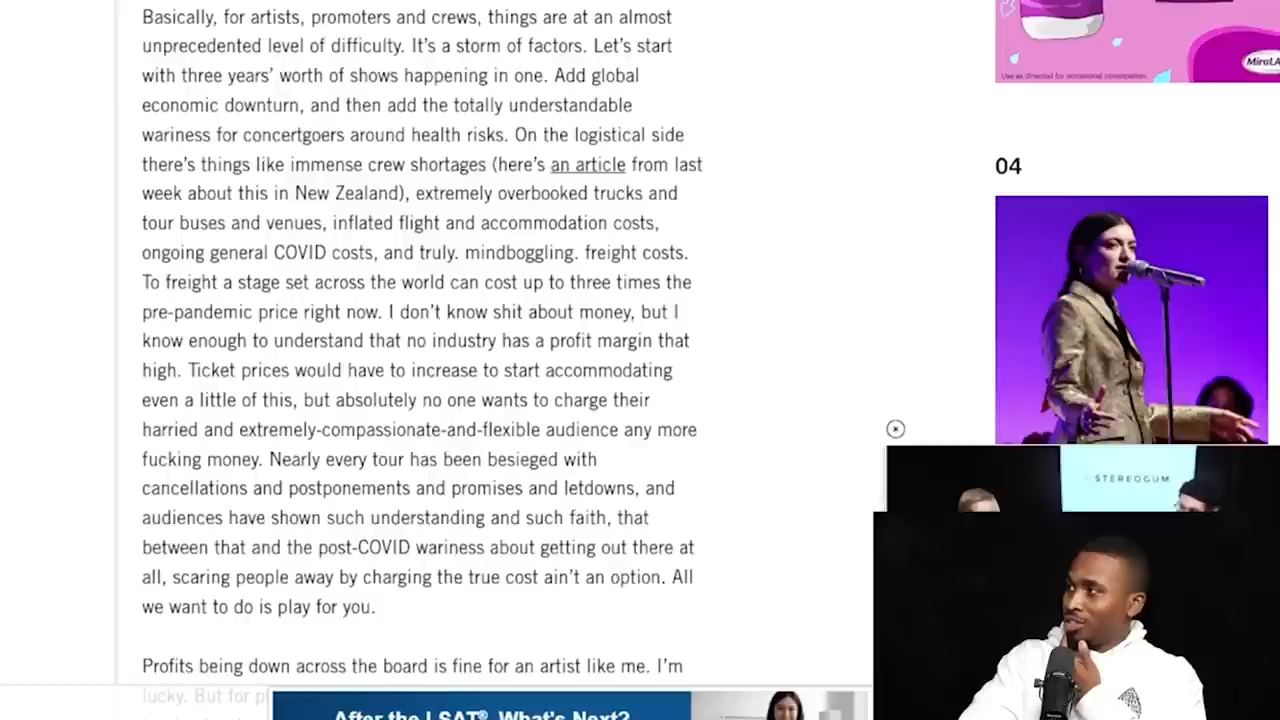 Basically, for artists, promoters and crews, things are at an almost
unprecedented level of difficulty. It's a storm of factors. Let's start
with three years' worth of shows happening in one. Add global
economic downturn, and then add the totally understandable
wariness for concertgoers around health risks. On the logistical side
there's things like immense crew shortages (here's an article from last
week about this in New Zealand), extremely overbooked trucks and
tour buses and venues, inflated flight and accommodation costs,
ongoing general COVID costs, and truly. mindboggling. freight costs.
To freight a stage set across the world can cost up to three times the
pre-pandemic price right now. I don't know shit about money, but I
know enough to understand that no industry has a profit margin that
high. Ticket prices would have to increase to start accommodating
even a little of this, but absolutely no one wants to charge their
harried and extremely-compassionate-and-flexible audience any more
fucking money. Nearly every tour has been besieged with
cancellations and postponements and promises and letdowns, and
audiences have shown such understanding and such faith, that
between that and the post-COVID wariness about getting out there at
all, scaring people away by charging the true cost ain't an option. All
we want to do is play for you.
Profits being down across the board is fine for an artist like me. I'm
lucky. But for p
Use as directed for occasional constipation.
MiraLA
04
STEREOGUM
After the LSAT®, What's Next?